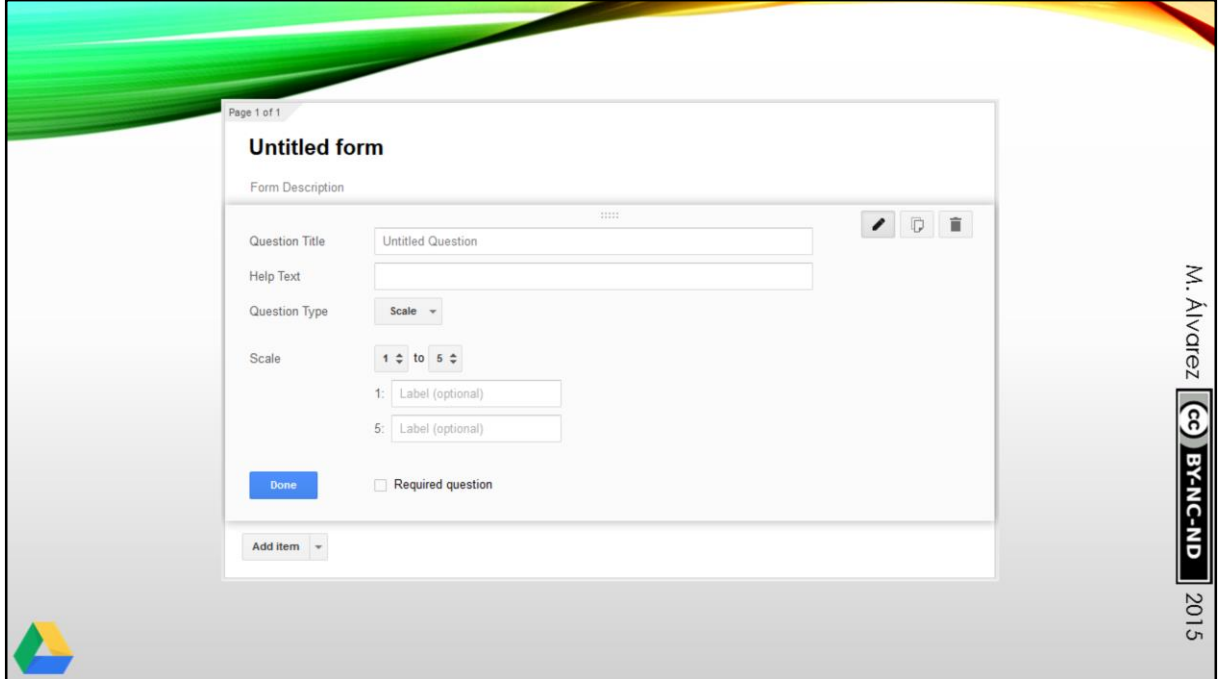 Page 1 of 1
Untitled form
Form Description
Question Title Untitled Question
Help Text
Question Type Scale
Scale 1 to 5
1: Label (optional)
5: Label (optional)
Done Required question
Add item
M. Álvarez cc BY-NC-ND 2015